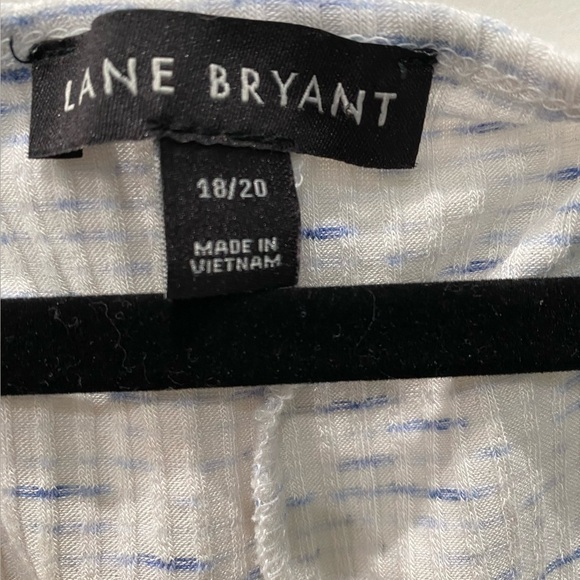 LANE BRYANT
18/20
MADE IN
VIETNAM